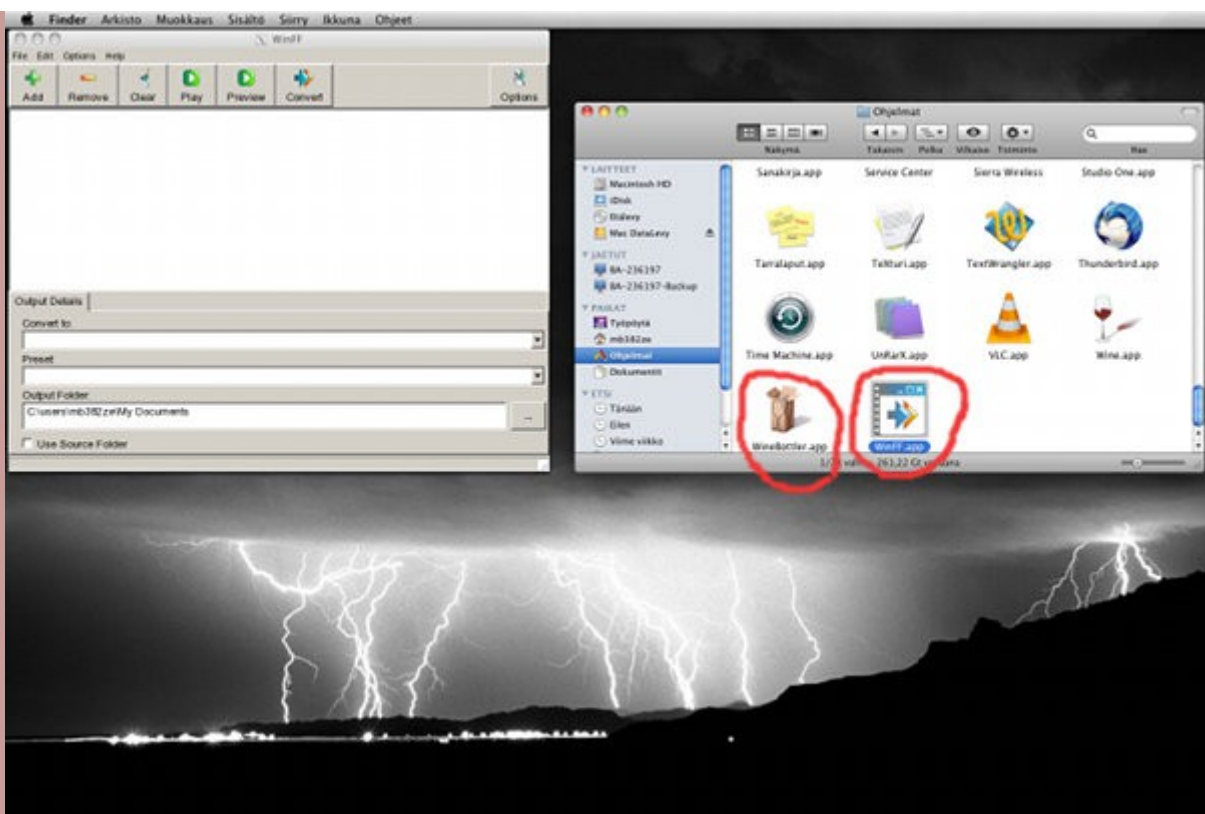 Finder Arkisto Muokkaus Sisältö Siirry Ikkuna Ohjeet
WinFF
File Edit Options Help
Add Remove Clear Play Preview Convert Options
Output Details
Convert to:
Preset
Output Folder
C:\users\mb382ze\My Documents
...
Use Source Folder
Ohjelmat
Näkymä Takaisin Polku Vilkaise Toiminto Hae
LAITTEET
Macintosh HD
iDisk
Etälevy
Mac DataLevy
JAETUT
BA-236197
BA-236197-Backup
PAIKAT
Työpöytä
mb382ze
Ohjelmat
Dokumentit
ETSI
Tänään
Eilen
Viime viikko
Sanakirja.app Service Center Sierra Wireless Studio One.app
Tarralaput.app TeXturi.app TextWrangler.app Thunderbird.app
Time Machine.app UnRarX.app VLC.app Wine.app
WineBottler.app WinFF.app
261,22 Gt